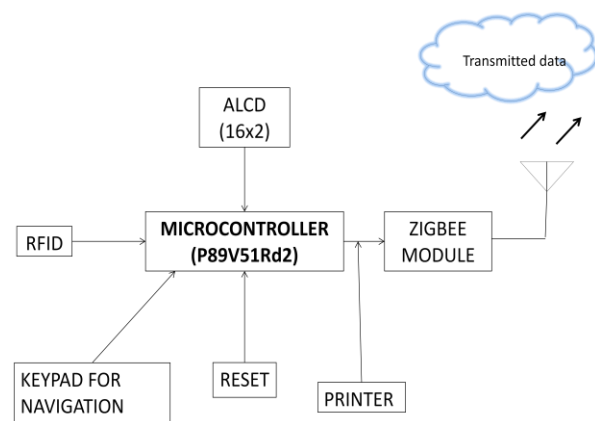 Transmitted data
ALCD
(16x2)
RFID
MICROCONTROLLER
(P89V51Rd2)
ZIGBEE
MODULE
KEYPAD FOR
NAVIGATION
RESET
PRINTER